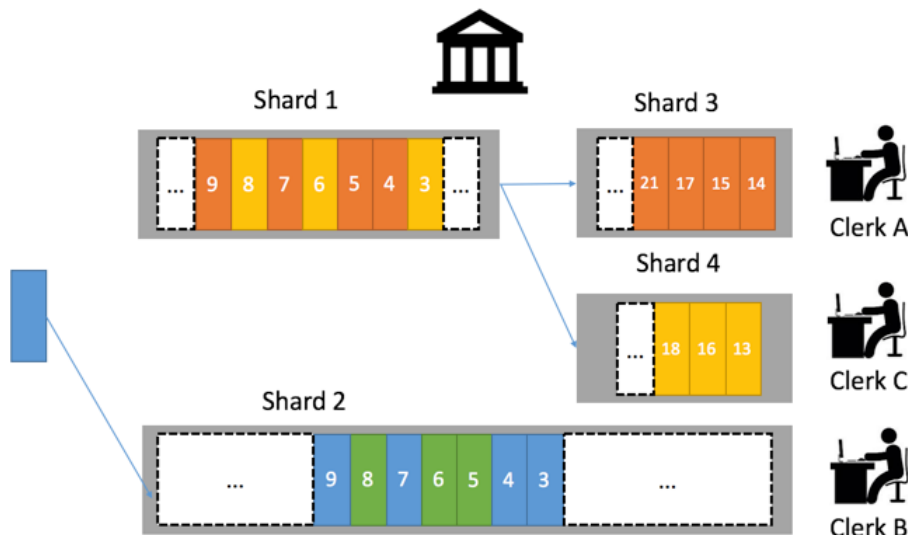 Shard 1
... 9 8 7 6 5 4 3 ...
Shard 3
... 21 17 15 14
Clerk A
Shard 4
... 18 16 13
Clerk C
Shard 2
... 9 8 7 6 5 4 3 ...
Clerk B